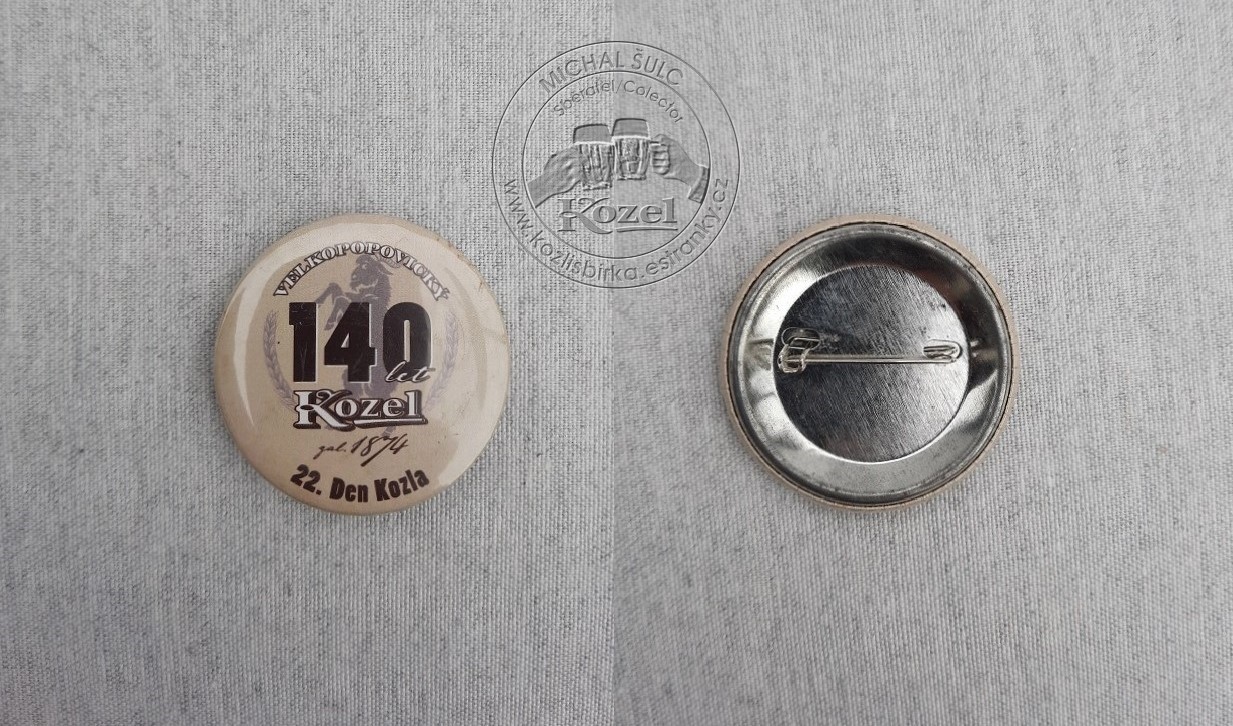 MICHAL ŠULC
Sběratel/Colector
Kozel
www.kozlisbirka.estranky.cz
VELKOPOPOVICKÝ
140
let
Kozel
zal. 1874
22. Den Kozla